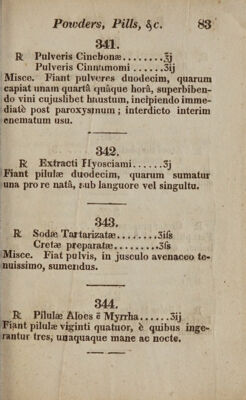 Powders, Pills, &c. 83
341.
℞ Pulveris Cinchonæ........℥j
Pulveris Cinnamomi......ʒij
Misce. Fiant pulveres duodecim, quarum
capiat unam quartâ quâque horâ, superbiben-
do vini cujuslibet haustum, incipiendo imme-
diatè post paroxysmum; interdicto interim
enematum usu.
342.
℞ Extracti Hyosciami......ʒj
Fiant pilulæ duodecim, quarum sumatur
una pro re natâ, sub languore vel singultu.
343.
℞ Sodæ Tartarizatæ........ʒiſs
Cretæ præparatæ.........ʒſs
Misce. Fiat pulvis, in jusculo avenaceo te-
nuissimo, sumendus.
344.
℞ Pilulæ Aloes ē Myrrha......ʒij
Fiant pilulæ viginti quatuor, è quibus inge-
rantur tres, unaquaque mane ac nocte.